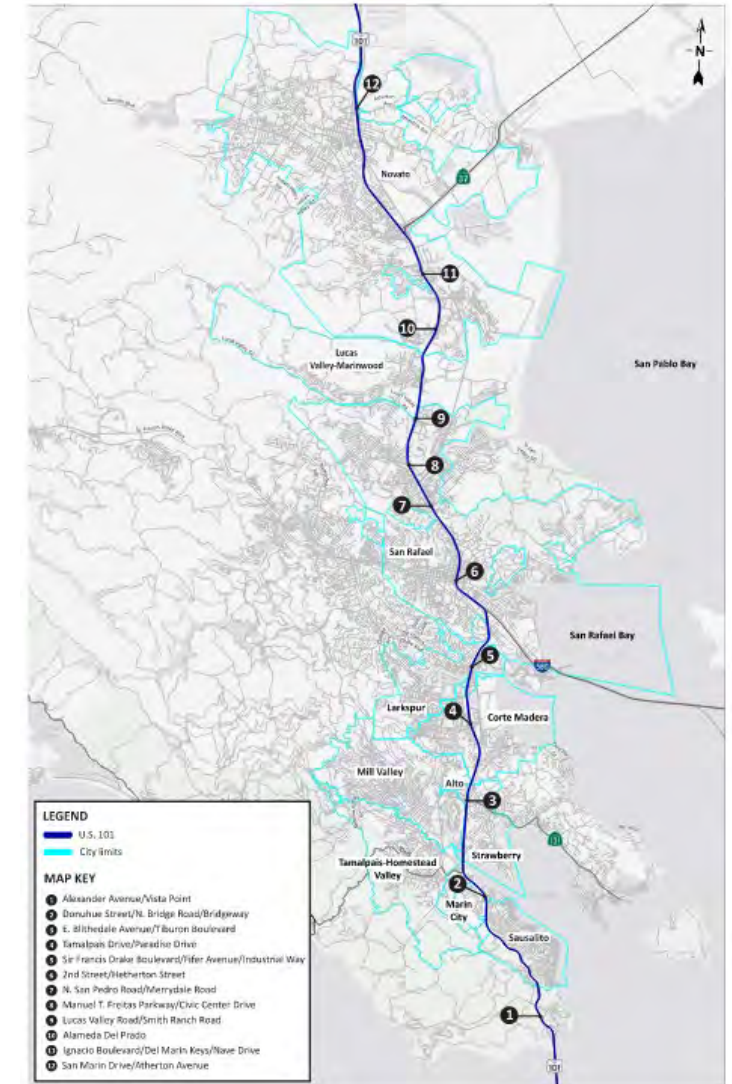 101
N
12
Novato
37
11
10
Lucas
Valley-Marinwood
San Pablo Bay
9
8
7
San Rafael
6
San Rafael Bay
5
580
Larkspur
4
Corte Madera
Mill Valley
Alto
3
131
Strawberry
Tamalpais-Homestead
Valley
2
Marin
City
Sausalito
1
101
LEGEND
U.S. 101
City limits
MAP KEY
1 Alexander Avenue/Vista Point
2 Donuhue Street/N. Bridge Road/Bridgeway
3 E. Blithedale Avenue/Tiburon Boulevard
4 Tamalpais Drive/Paradise Drive
5 Sir Francis Drake Boulevard/Fifer Avenue/Industrial Way
6 2nd Street/Hetherton Street
7 N. San Pedro Road/Merrydale Road
8 Manuel T. Freitas Parkway/Civic Center Drive
9 Lucas Valley Road/Smith Ranch Road
10 Alameda Del Prado
11 Ignacio Boulevard/Del Marin Keys/Nave Drive
12 San Marin Drive/Atherton Avenue